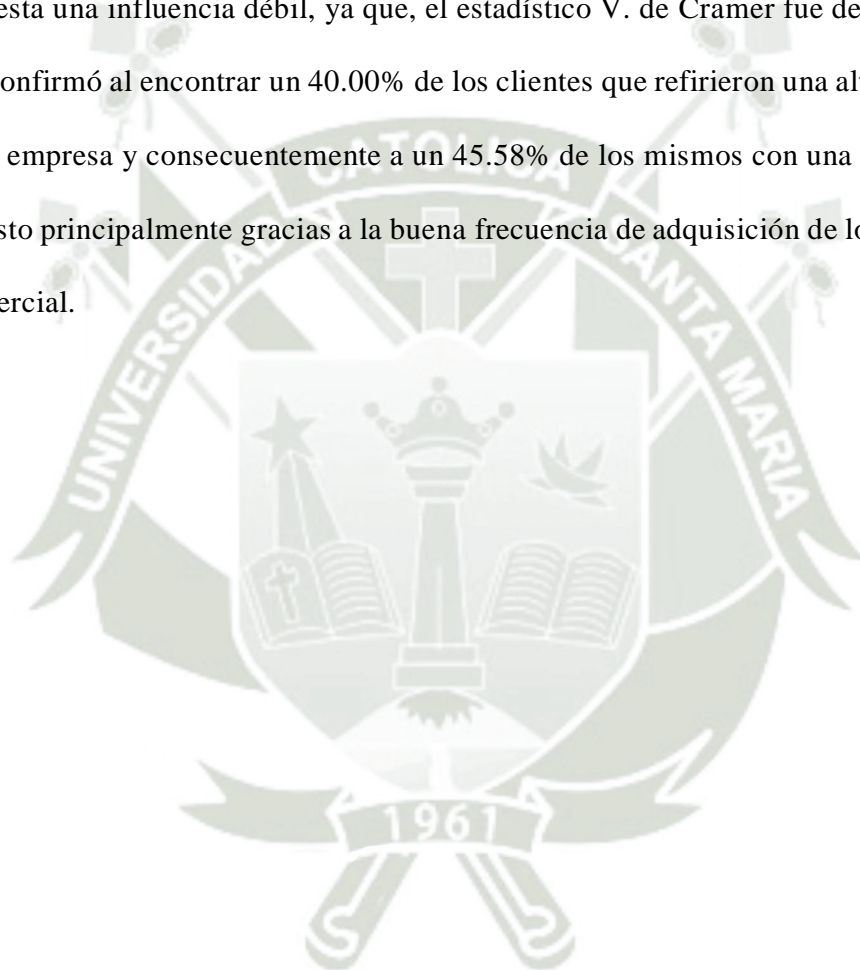 esta una influencia débil, ya que, el estadístico V. de Cramer fue de
onfirmó al encontrar un 40.00% de los clientes que refirieron una al
empresa y consecuentemente a un 45.58% de los mismos con una
sto principalmente gracias a la buena frecuencia de adquisición de lo
ercial.
UNIVERSIDAD CATOLICA SANTA MARIA
1961